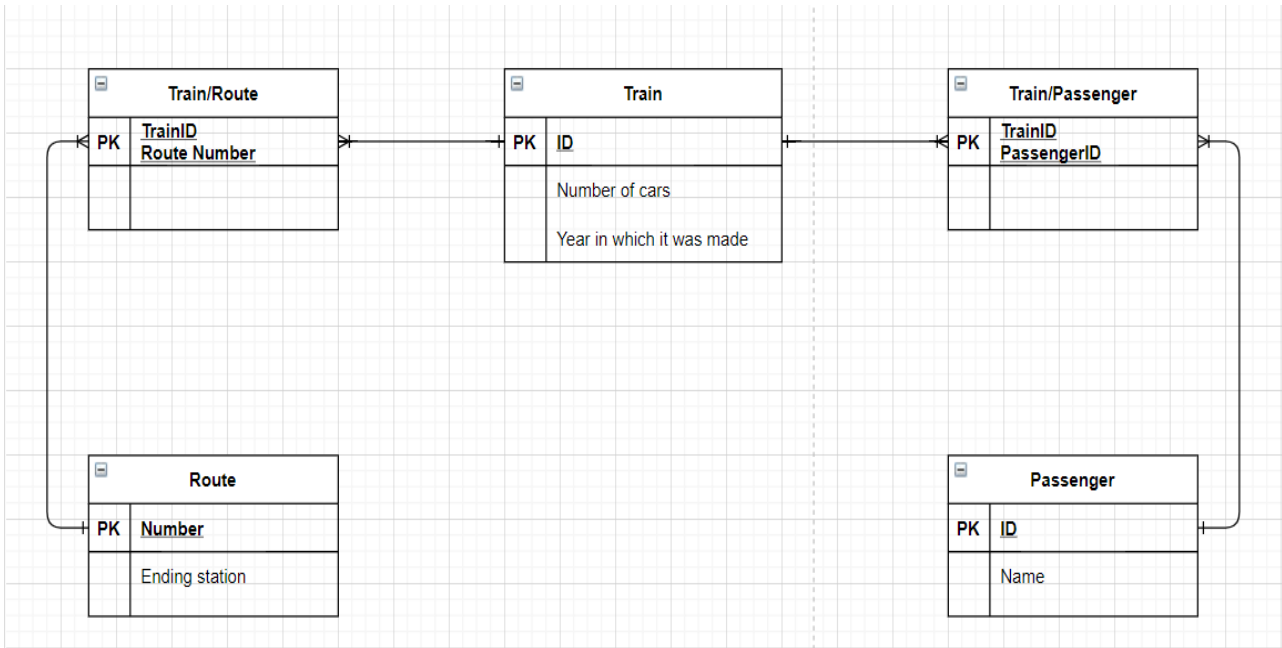 Train/Route
PK
TrainID
Route Number
Train
PK ID
Number of cars
Year in which it was made
Train/Passenger
PK
TrainID
PassengerID
Route
PK Number
Ending station
Passenger
PK ID
Name